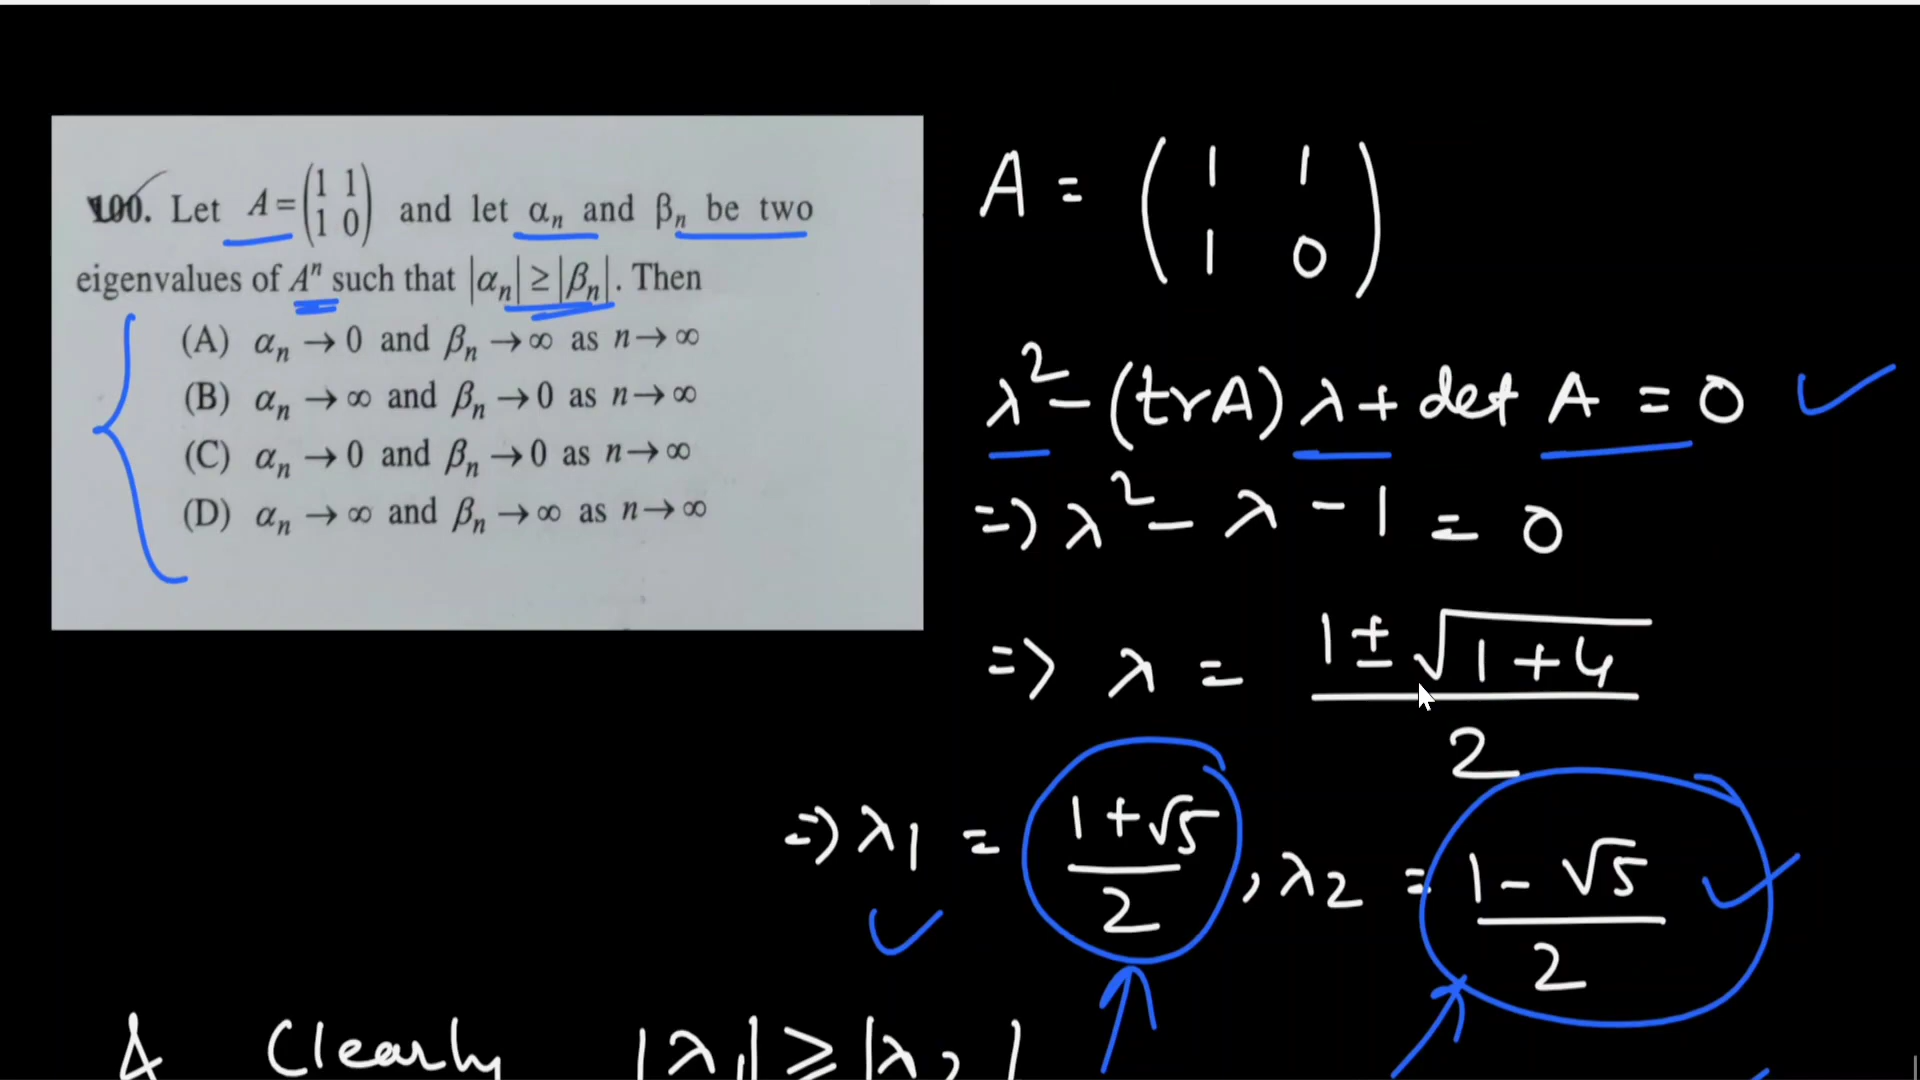 100. Let A = (1 1
1 0) and let αₙ and βₙ be two
eigenvalues of Aⁿ such that |αₙ| ≥ |βₙ|. Then
(A) αₙ → 0 and βₙ → ∞ as n → ∞
(B) αₙ → ∞ and βₙ → 0 as n → ∞
(C) αₙ → 0 and βₙ → 0 as n → ∞
(D) αₙ → ∞ and βₙ → ∞ as n → ∞
A = (1 1
1 0)
λ² - (trA) λ + det A = 0
=> λ² - λ - 1 = 0
=> λ = (1 ± √(1+4))/2
=> λ₁ = (1+√5)/2, λ₂ = (1-√5)/2
Clearly |λ₁| ≥ |λ₂|